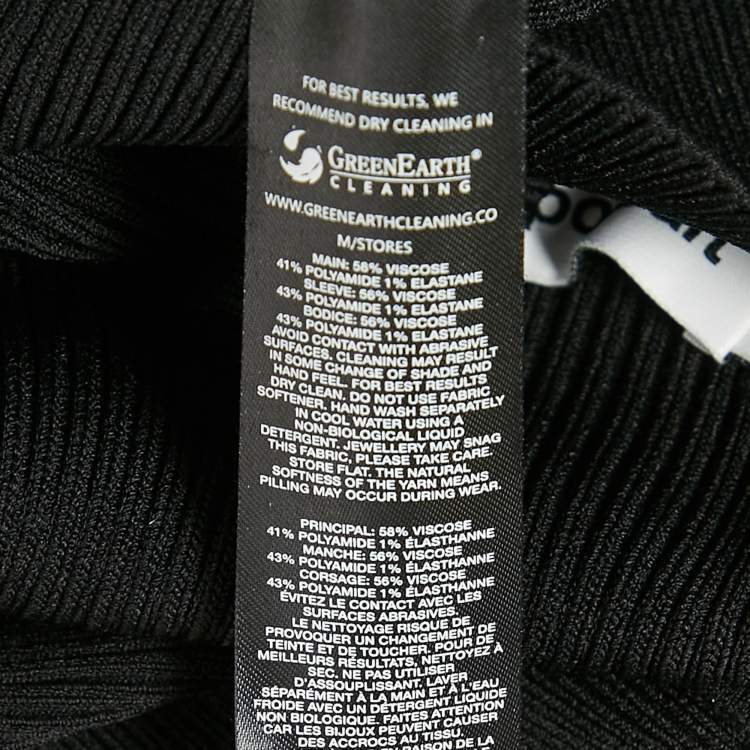 FOR BEST RESULTS, WE
RECOMMEND DRY CLEANING IN
GREENEARTH®
CLEANING
WWW.GREENEARTHCLEANING.CO
M/STORES
MAIN: 58% VISCOSE
41% POLYAMIDE 1% ELASTANE
SLEEVE: 56% VISCOSE
43% POLYAMIDE 1% ELASTANE
BODICE: 56% VISCOSE
43% POLYAMIDE 1% ELASTANE
AVOID CONTACT WITH ABRASIVE
SURFACES. CLEANING MAY RESULT
IN SOME CHANGE OF SHADE AND
HAND FEEL. FOR BEST RESULTS
DRY CLEAN. DO NOT USE FABRIC
SOFTENER. HAND WASH SEPARATELY
IN COOL WATER USING A
NON-BIOLOGICAL LIQUID
DETERGENT. JEWELLERY MAY SNAG
THIS FABRIC, PLEASE TAKE CARE.
STORE FLAT. THE NATURAL
SOFTNESS OF THE YARN MEANS
PILLING MAY OCCUR DURING WEAR.
PRINCIPAL: 58% VISCOSE
41% POLYAMIDE 1% ÉLASTHANNE
MANCHE: 56% VISCOSE
43% POLYAMIDE 1% ÉLASTHANNE
CORSAGE: 56% VISCOSE
43% POLYAMIDE 1% ÉLASTHANNE
ÉVITEZ LE CONTACT AVEC LES
SURFACES ABRASIVES.
LE NETTOYAGE RISQUE DE
PROVOQUER UN CHANGEMENT DE
TEINTE ET DE TOUCHER. POUR DE
MEILLEURS RÉSULTATS, NETTOYEZ À
SEC. NE PAS UTILISER
D'ASSOUPLISSANT. LAVER
SÉPARÉMENT À LA MAIN ET À L'EAU
FROIDE AVEC UN DÉTERGENT LIQUIDE
NON BIOLOGIQUE. FAITES ATTENTION
CAR LES BIJOUX PEUVENT CAUSER
DES ACCROCS AU TISSU.
RAISON DE LA